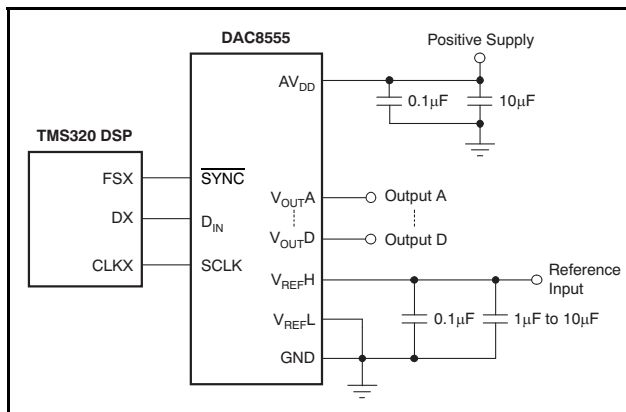 DAC8555
Positive Supply
AVDD
0.1μF
10μF
TMS320 DSP
FSX
SYNC
VOUTA
Output A
DX
DIN
VOUTD
Output D
CLKX
SCLK
VREFH
Reference
Input
VREFL
0.1μF
1μF to 10μF
GND